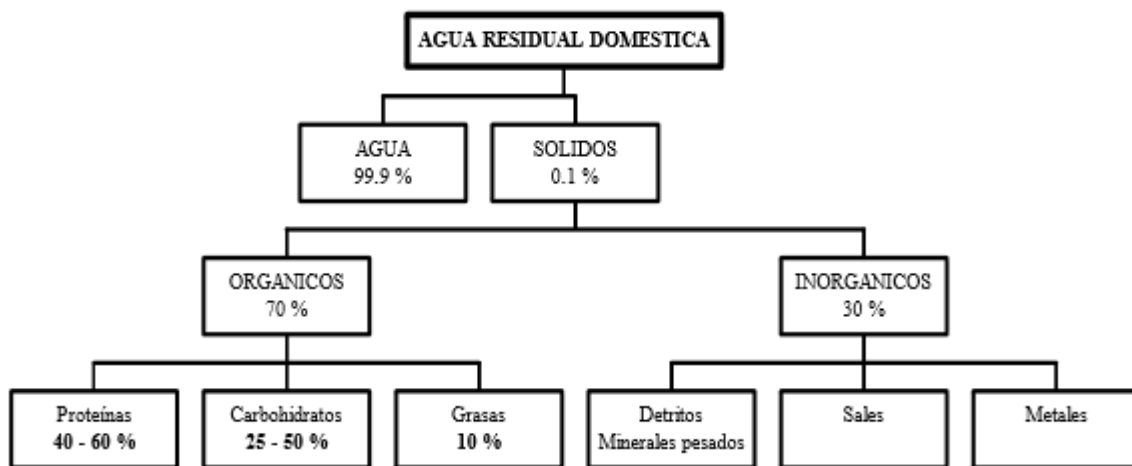 AGUA RESIDUAL DOMESTICA
AGUA
99.9 %
SOLIDOS
0.1 %
ORGANICOS
70 %
INORGANICOS
30 %
Proteínas
40 - 60 %
Carbohidratos
25 - 50 %
Grasas
10 %
Detritos
Minerales pesados
Sales
Metales